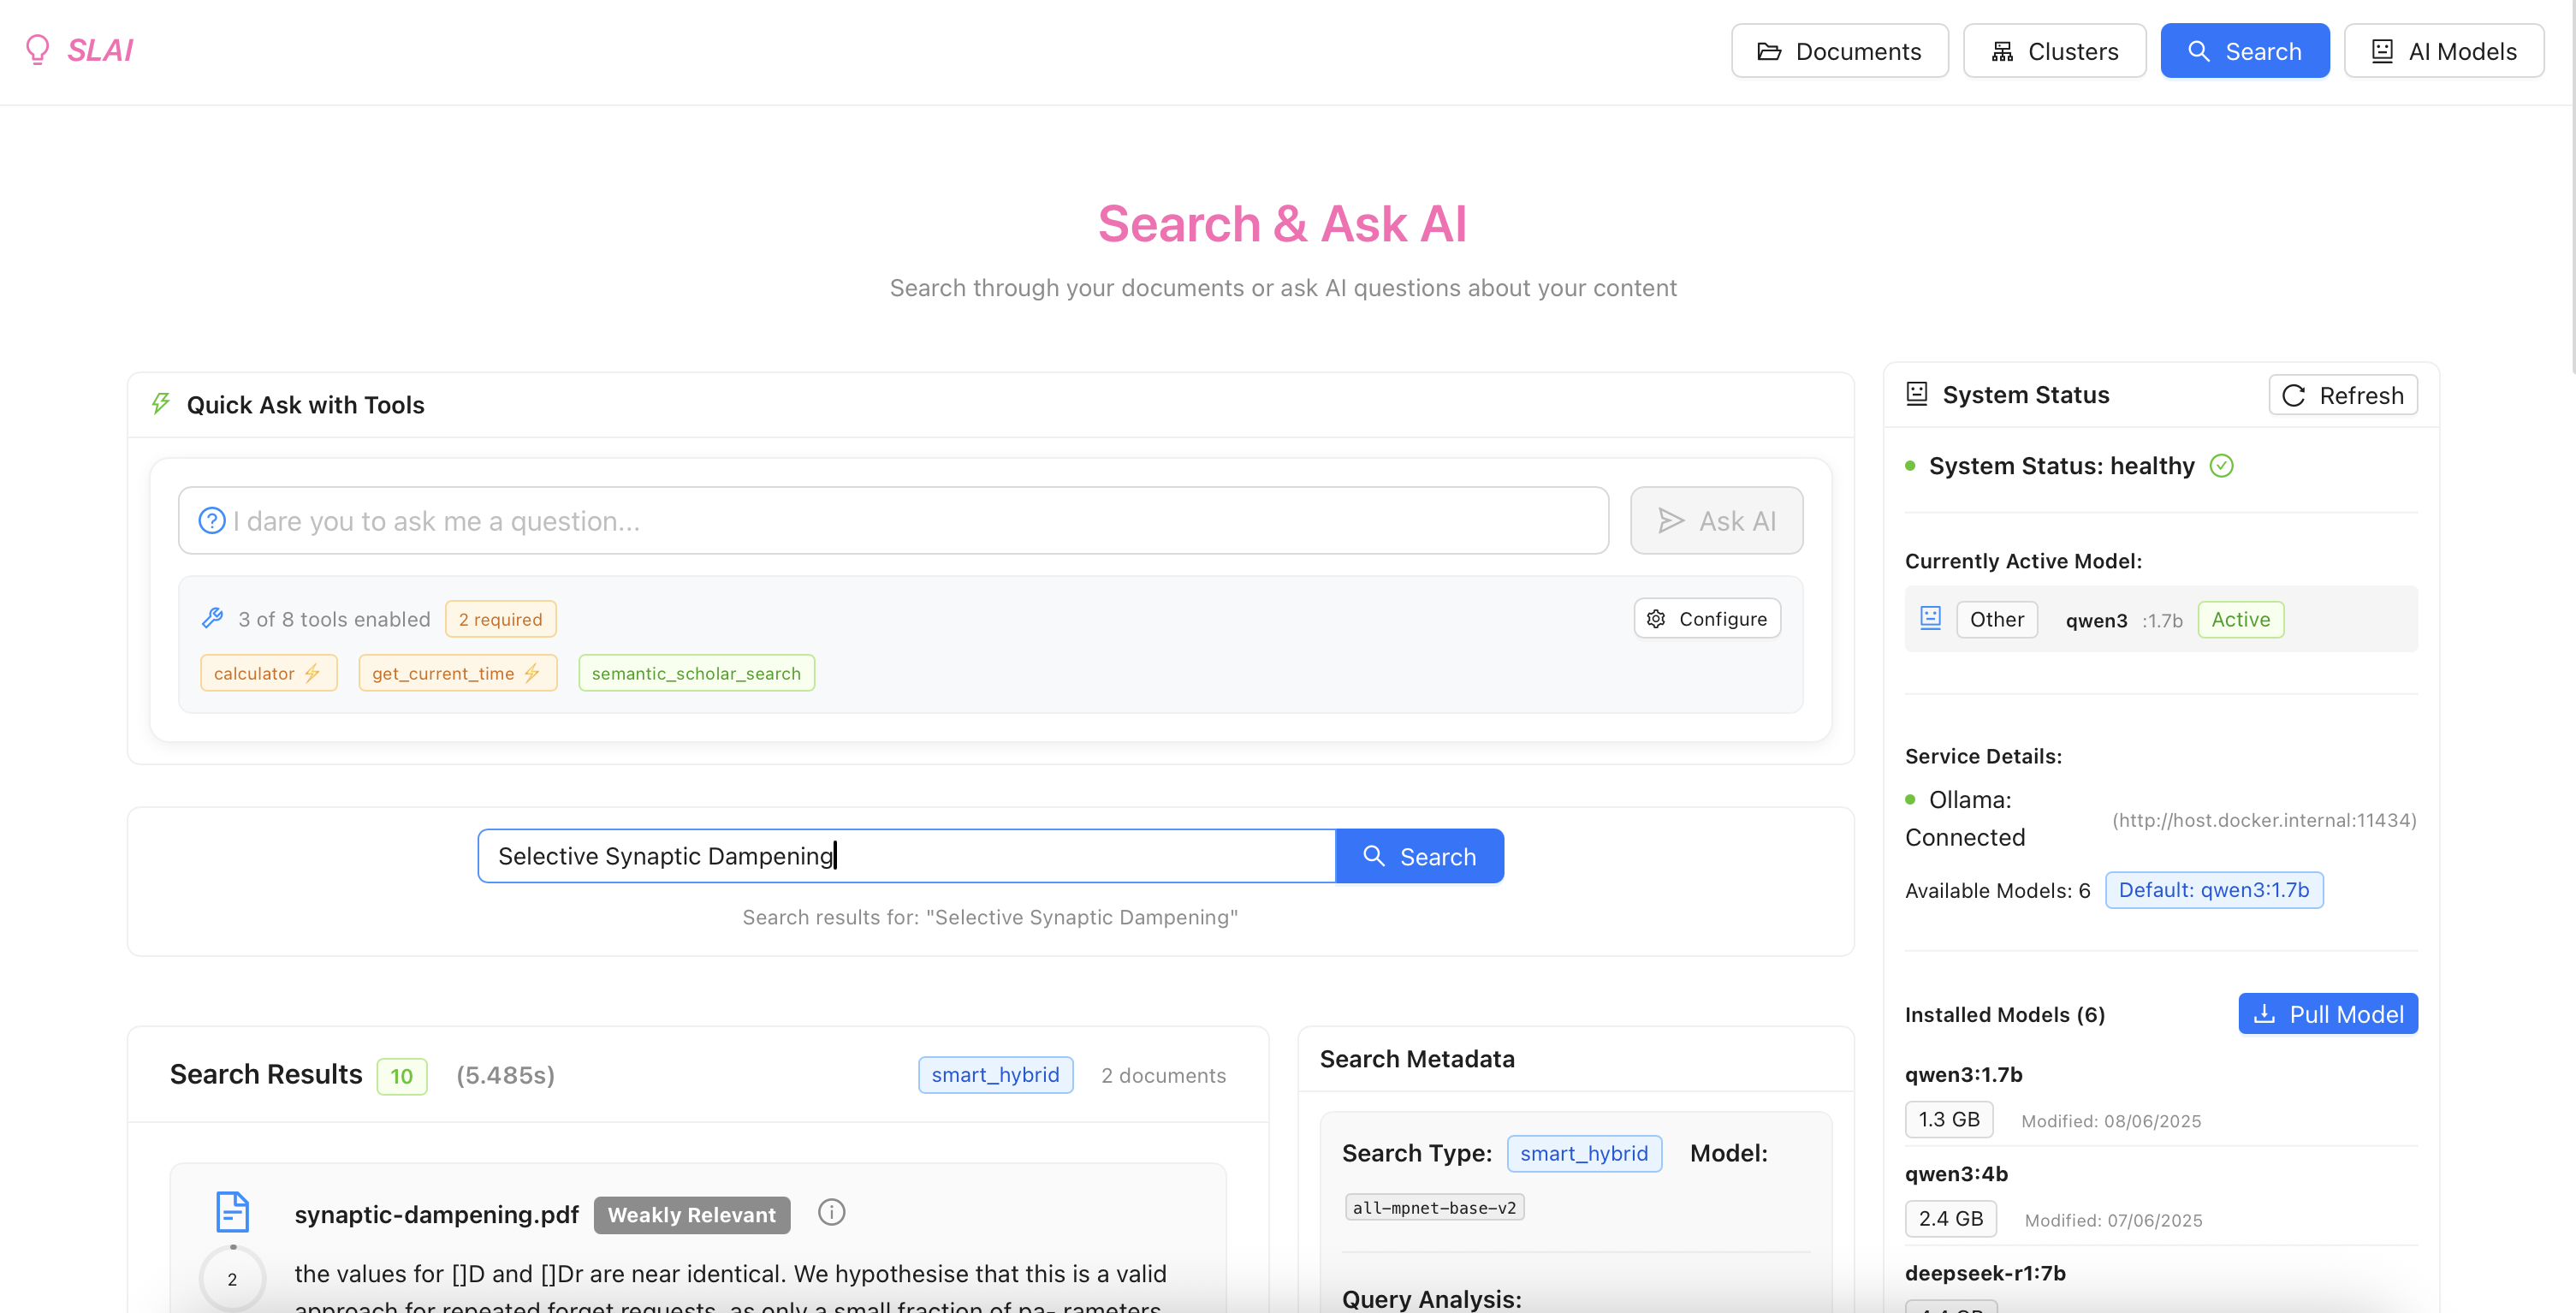 SLAI
Documents
Clusters
Search
AI Models
Search & Ask AI
Search through your documents or ask AI questions about your content
Quick Ask with Tools
I dare you to ask me a question...
Ask AI
3 of 8 tools enabled
2 required
Configure
calculator ⚡
get_current_time ⚡
semantic_scholar_search
Selective Synaptic Dampening
Search
Search results for: "Selective Synaptic Dampening"
Search Results 10 (5.485s)
smart_hybrid
2 documents
synaptic-dampening.pdf
Weakly Relevant
2
the values for []D and []Dr are near identical. We hypothesise that this is a valid
approach for repeated forget requests, as only a small fraction of pa- rameters
Search Metadata
Search Type: smart_hybrid Model:
all-mpnet-base-v2
Query Analysis:
System Status
Refresh
System Status: healthy
Currently Active Model:
Other qwen3 :1.7b Active
Service Details:
Ollama:
Connected
(http://host.docker.internal:11434)
Available Models: 6 Default: qwen3:1.7b
Installed Models (6)
Pull Model
qwen3:1.7b
1.3 GB Modified: 08/06/2025
qwen3:4b
2.4 GB Modified: 07/06/2025
deepseek-r1:7b